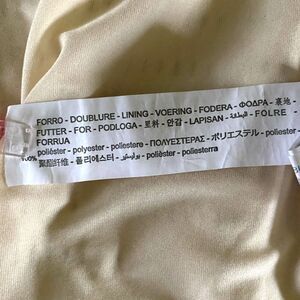 FORRO - DOUBLURE - LINING - VOERING - FODERA - ΦΟΔΡΑ - 裏地 -
FUTTER - FOR - PODLOGA - 里料 - 안감 - LAPISAN - البطانة - FOLRE -
FORRUA
poliéster - polyester - poliestere - ΠΟΛΥΕΣΤΕΡΑΣ - ポリエステル - poliester -
100% 聚酯纤维 - 폴리에스터 - بوليستر - polièster - poliesterra